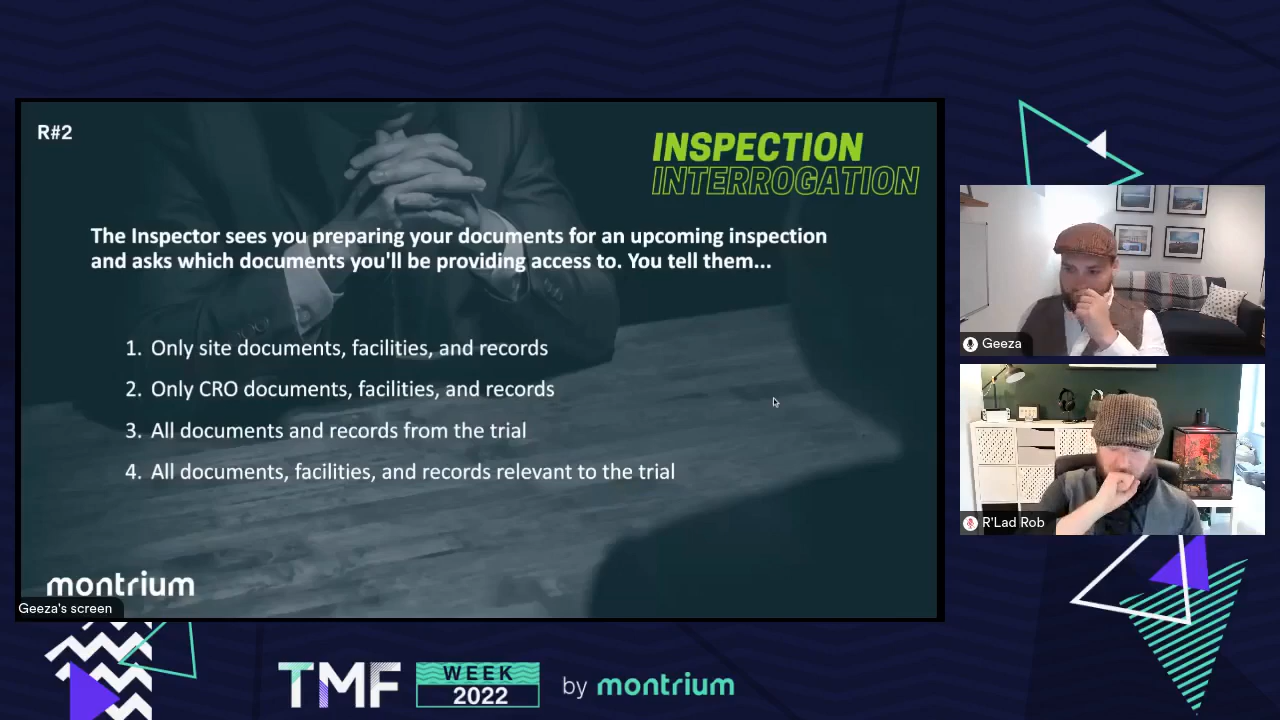 R#2
INSPECTION
INTERROGATION
The Inspector sees you preparing your documents for an upcoming inspection
and asks which documents you'll be providing access to. You tell them...
1. Only site documents, facilities, and records
2. Only CRO documents, facilities, and records
3. All documents and records from the trial
4. All documents, facilities, and records relevant to the trial
montrium
Geeza's screen
Geeza
R'Lad Rob
TMF WEEK
2022
by montrium